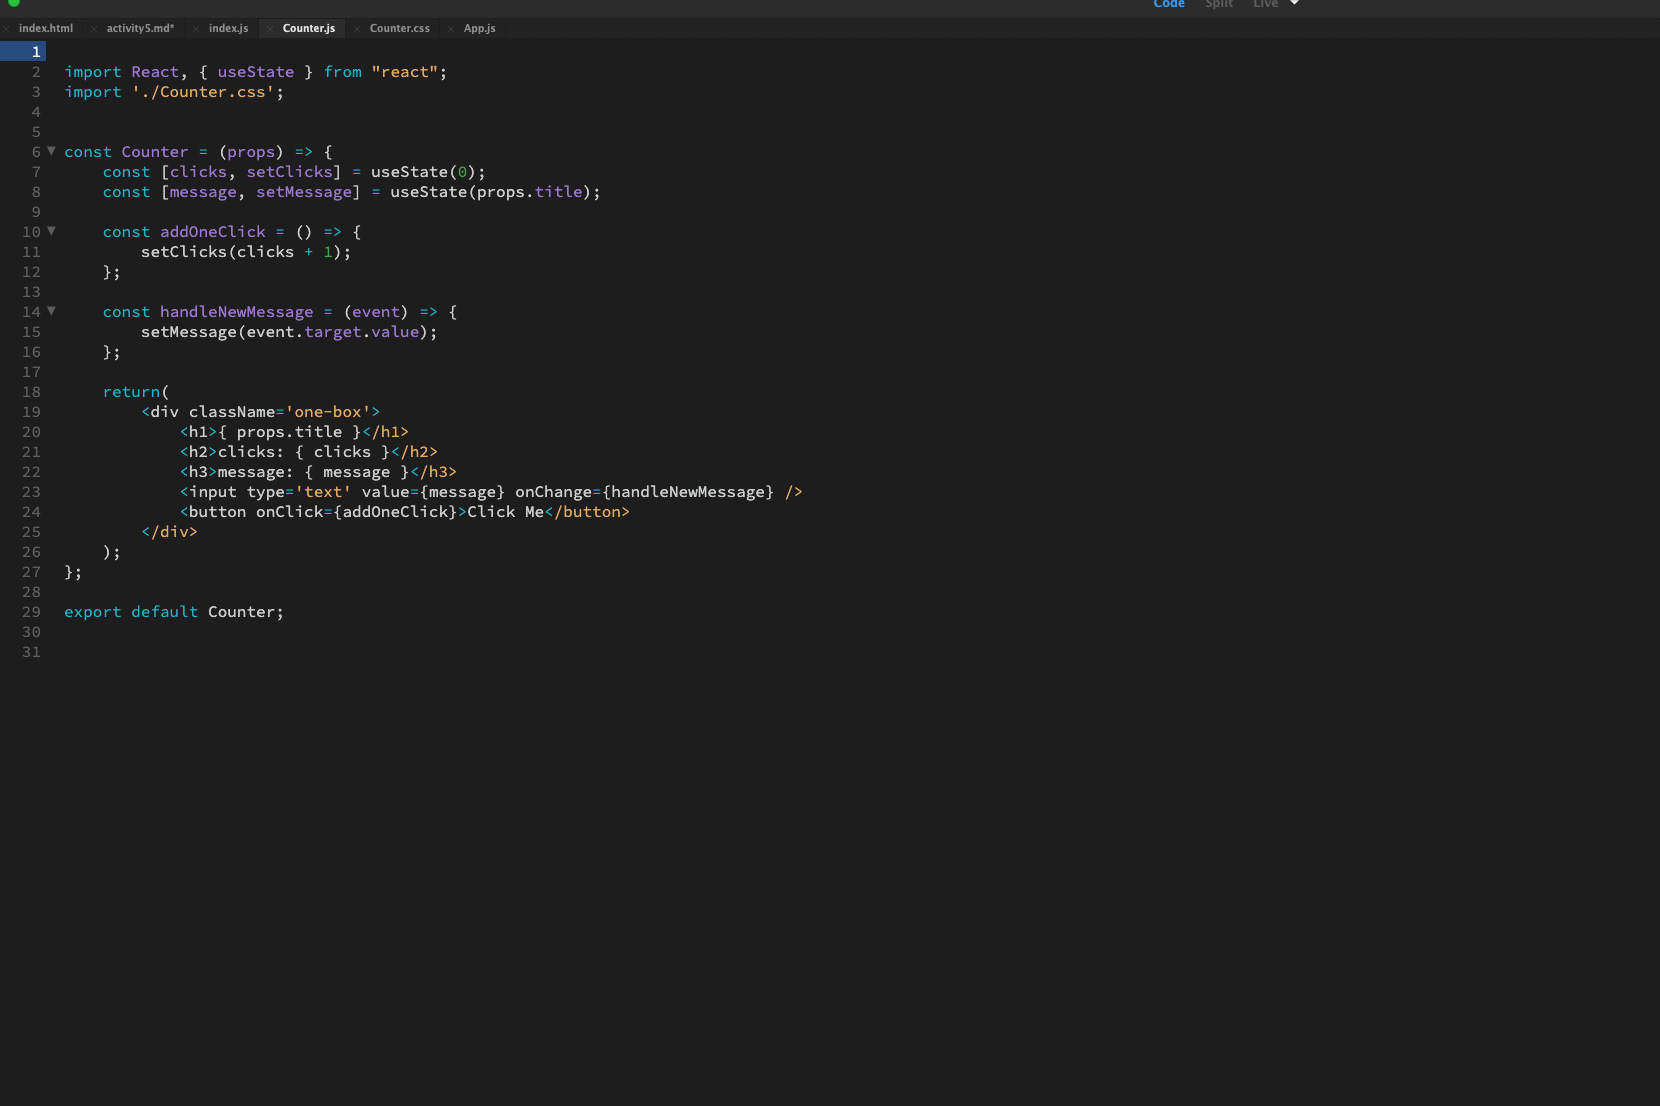 Code Split Live
index.html activity5.md* index.js Counter.js Counter.css App.js
1
2 import React, { useState } from "react";
3 import './Counter.css';
4
5
6 const Counter = (props) => {
7     const [clicks, setClicks] = useState(0);
8     const [message, setMessage] = useState(props.title);
9
10     const addOneClick = () => {
11         setClicks(clicks + 1);
12     };
13
14     const handleNewMessage = (event) => {
15         setMessage(event.target.value);
16     };
17
18     return(
19         <div className='one-box'>
20             <h1>{ props.title }</h1>
21             <h2>clicks: { clicks }</h2>
22             <h3>message: { message }</h3>
23             <input type='text' value={message} onChange={handleNewMessage} />
24             <button onClick={addOneClick}>Click Me</button>
25         </div>
26     );
27 };
28
29 export default Counter;
30
31